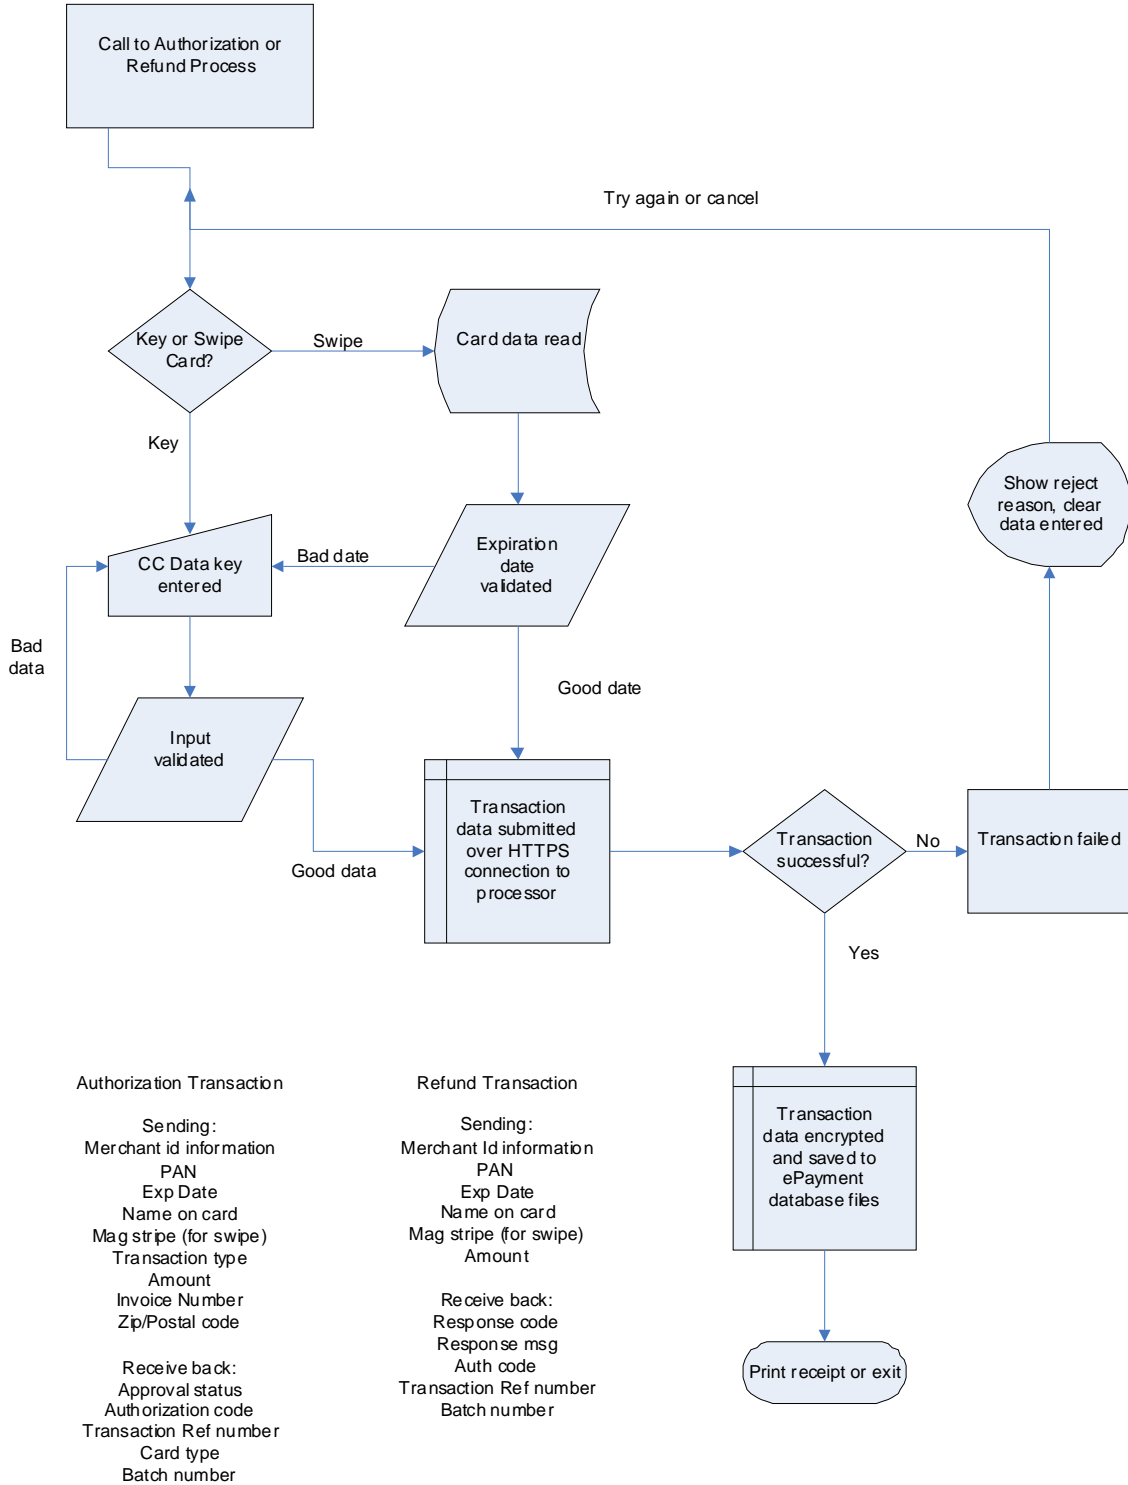 Call to Authorization or
Refund Process
Try again or cancel
Key or Swipe
Card?
Swipe
Card data read
Key
Show reject
reason, clear
data entered
CC Data key
entered
Bad date
Expiration
date
validated
Bad
data
Good date
Input
validated
Good data
Transaction
data submitted
over HTTPS
connection to
processor
Transaction
successful?
No
Transaction failed
Yes
Transaction
data encrypted
and saved to
ePayment
database files
Print receipt or exit
Authorization Transaction
Sending:
Merchant id information
PAN
Exp Date
Name on card
Mag stripe (for swipe)
Transaction type
Amount
Invoice Number
Zip/Postal code
Receive back:
Approval status
Authorization code
Transaction Ref number
Card type
Batch number
Refund Transaction
Sending:
Merchant Id information
PAN
Exp Date
Name on card
Mag stripe (for swipe)
Amount
Receive back:
Response code
Response msg
Auth code
Transaction Ref number
Batch number